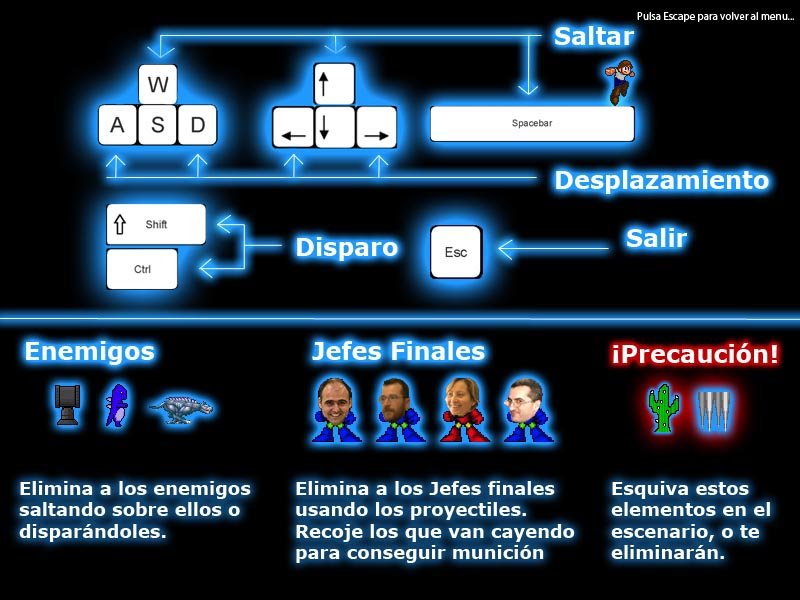 Pulsa Escape para volver al menu...
Saltar
W
A S D
Spacebar
Desplazamiento
Shift
Ctrl
Disparo
Esc
Salir
Enemigos
Jefes Finales
¡Precaución!
Elimina a los enemigos
saltando sobre ellos o
disparándoles.
Elimina a los Jefes finales
usando los proyectiles.
Recoje los que van cayendo
para conseguir munición
Esquiva estos
elementos en el
escenario, o te
eliminarán.